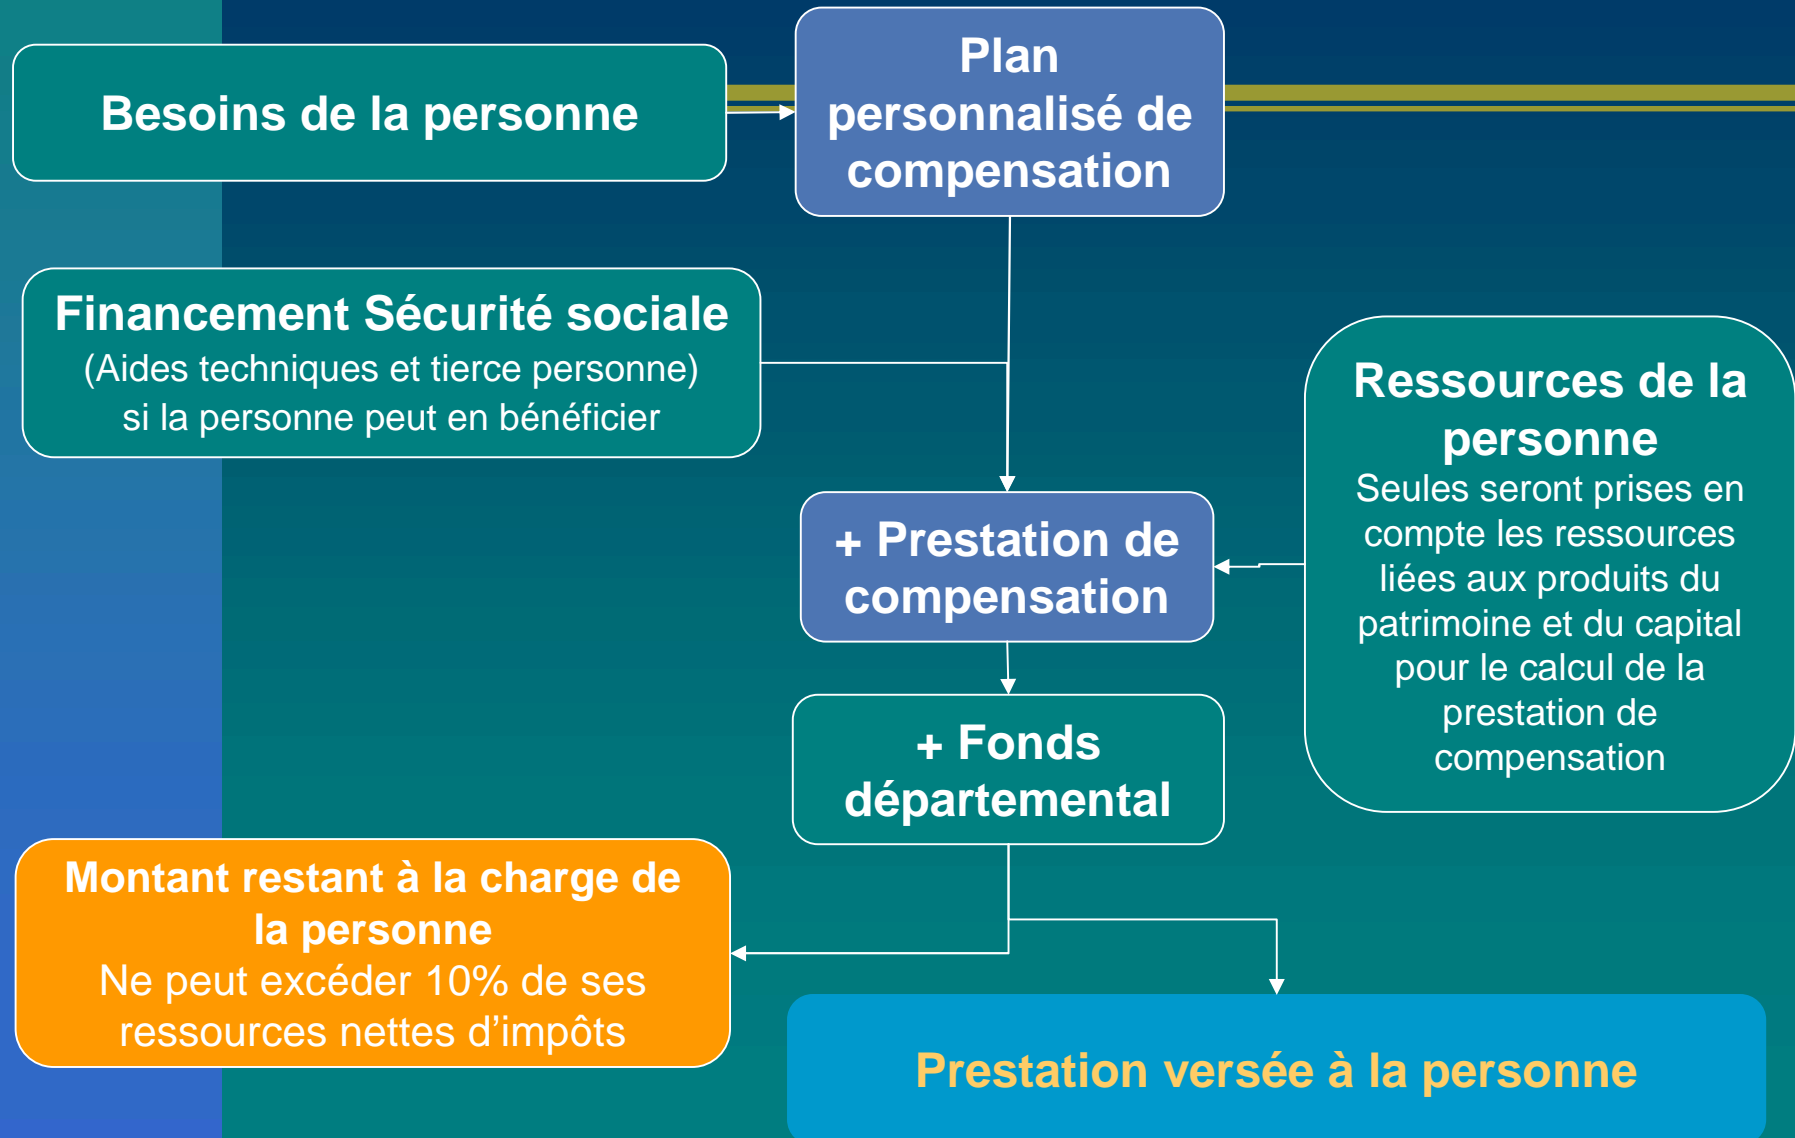 Besoins de la personne
Plan
personnalisé de
compensation
Financement Sécurité sociale
(Aides techniques et tierce personne)
si la personne peut en bénéficier
Ressources de la
personne
Seules seront prises en
compte les ressources
liées aux produits du
patrimoine et du capital
pour le calcul de la
prestation de
compensation
+ Prestation de
compensation
+ Fonds
départemental
Montant restant à la charge de
la personne
Ne peut excéder 10% de ses
ressources nettes d’impôts
Prestation versée à la personne